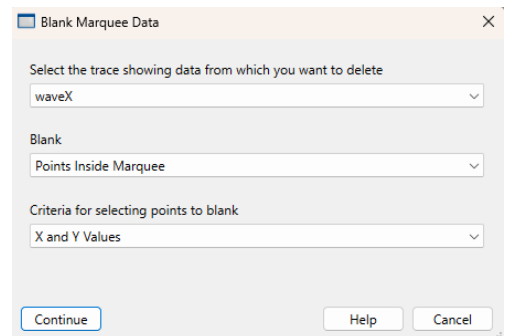 Blank Marquee Data
Select the trace showing data from which you want to delete
waveX
Blank
Points Inside Marquee
Criteria for selecting points to blank
X and Y Values
Continue
Help
Cancel